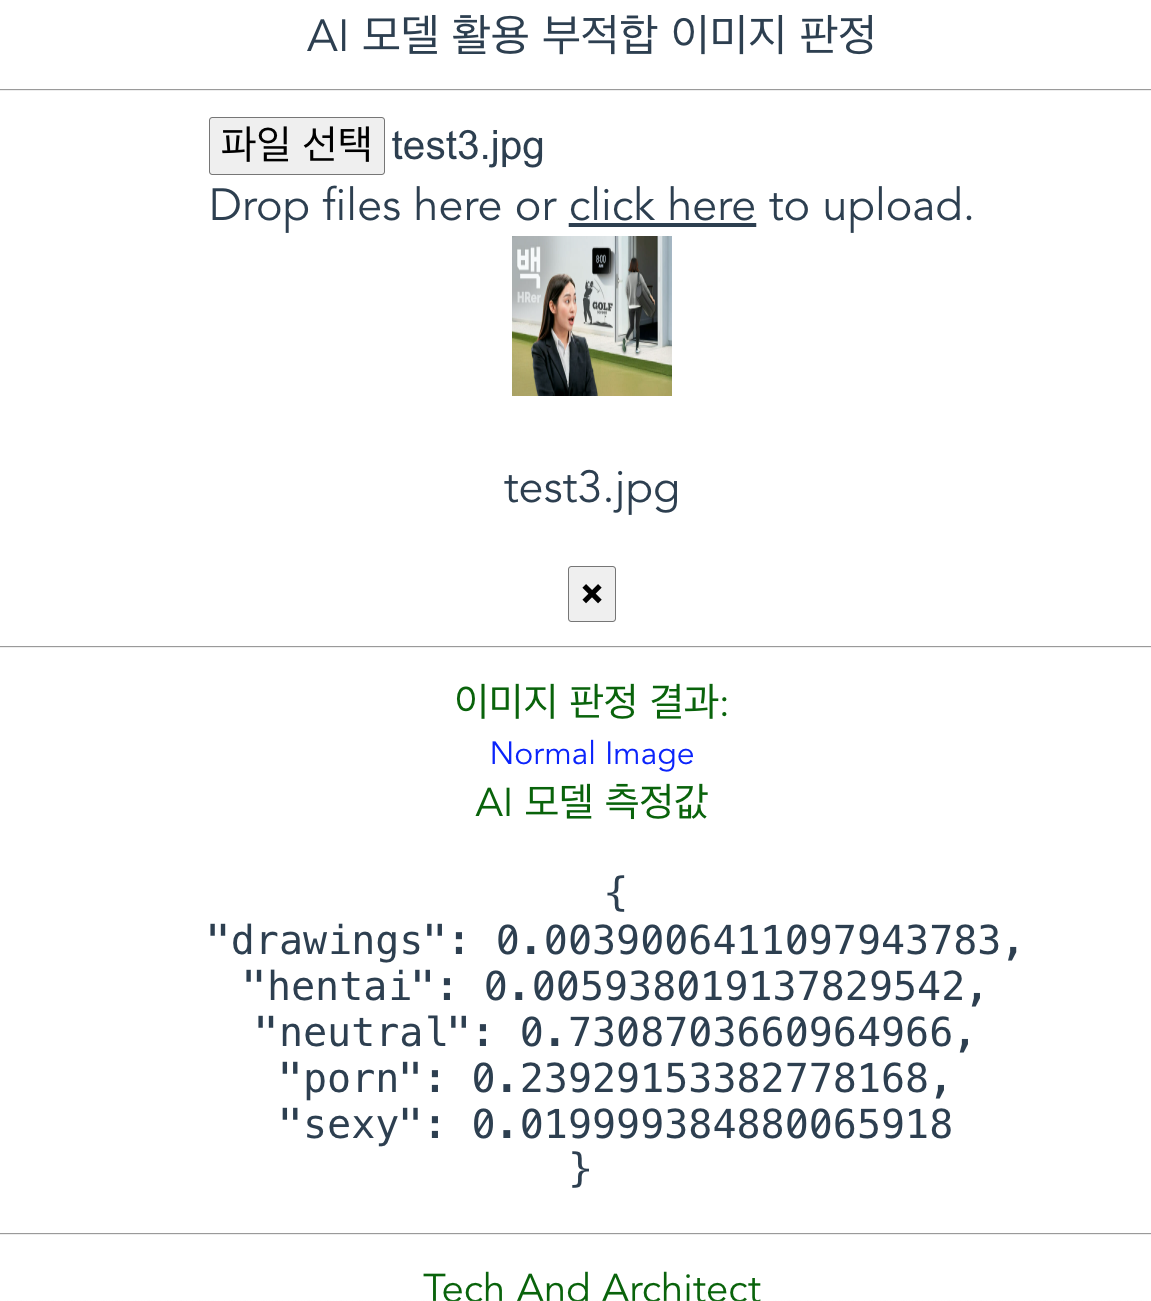 AI 모델 활용 부적합 이미지 판정
파일 선택 test3.jpg
Drop files here or click here to upload.
백
HRer
800
GOLF
test3.jpg
×
이미지 판정 결과:
Normal Image
AI 모델 측정값
{
"drawings": 0.0039006411097943783,
"hentai": 0.005938019137829542,
"neutral": 0.7308703660964966,
"porn": 0.23929153382778168,
"sexy": 0.019999384880065918
}
Tech And Architect